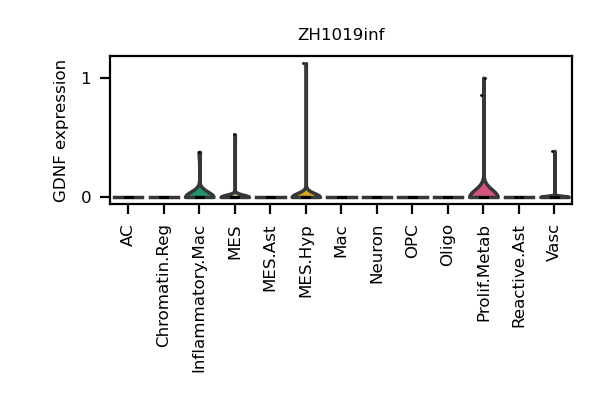 ZH1019inf
GDNF expression
1
0
AC
Chromatin.Reg
Inflammatory.Mac
MES
MES.Ast
MES.Hyp
Mac
Neuron
OPC
Oligo
Prolif.Metab
Reactive.Ast
Vasc